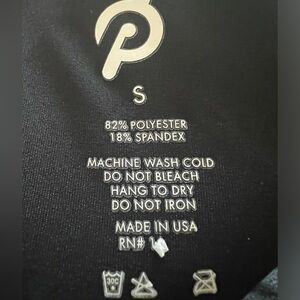 S
82% POLYESTER
18% SPANDEX
MACHINE WASH COLD
DO NOT BLEACH
HANG TO DRY
DO NOT IRON
MADE IN USA
RN#
30C